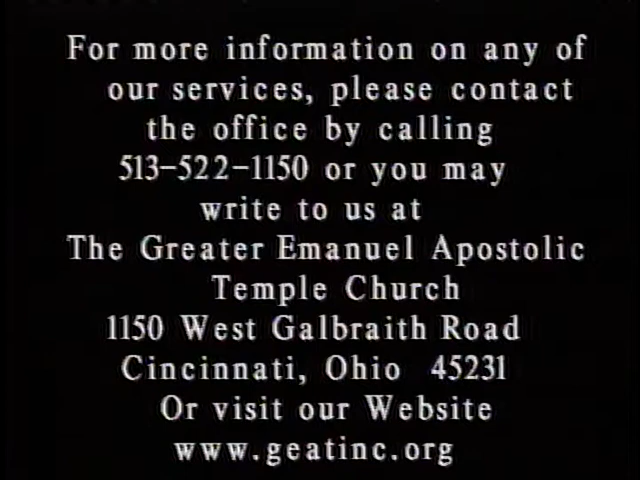 For more information on any of
our services, please contact
the office by calling
513-522-1150 or you may
write to us at
The Greater Emanuel Apostolic
Temple Church
1150 West Galbraith Road
Cincinnati, Ohio 45231
Or visit our Website
www.geatinc.org